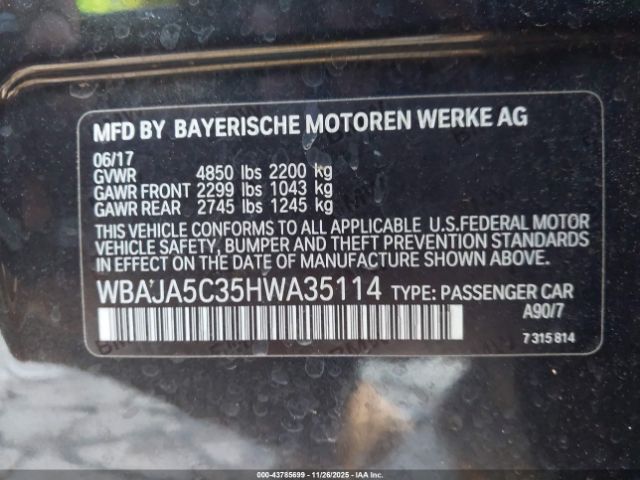 MFD BY BAYERISCHE MOTOREN WERKE AG
06/17
GVWR 4850 lbs 2200 kg
GAWR FRONT 2299 lbs 1043 kg
GAWR REAR 2745 lbs 1245 kg
THIS VEHICLE CONFORMS TO ALL APPLICABLE U.S.FEDERAL MOTOR
VEHICLE SAFETY, BUMPER AND THEFT PREVENTION STANDARDS
IN EFFECT ON THE DATE OF MANUFACTURE SHOWN ABOVE.
WBAJA5C35HWA35114 TYPE: PASSENGER CAR
A90/7
7 315 814
000-43785699 | 11/26/2025 | IAA Inc.